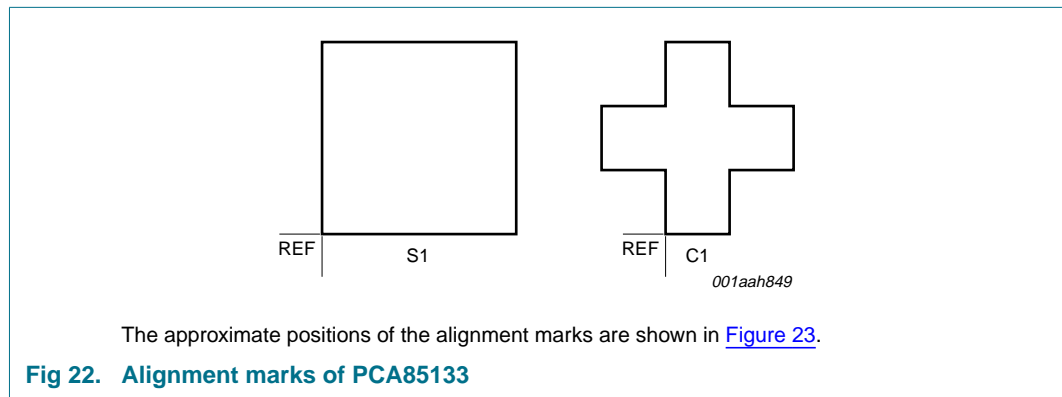 REF
S1
REF
C1
001aah849
The approximate positions of the alignment marks are shown in Figure 23.
Fig 22. Alignment marks of PCA85133